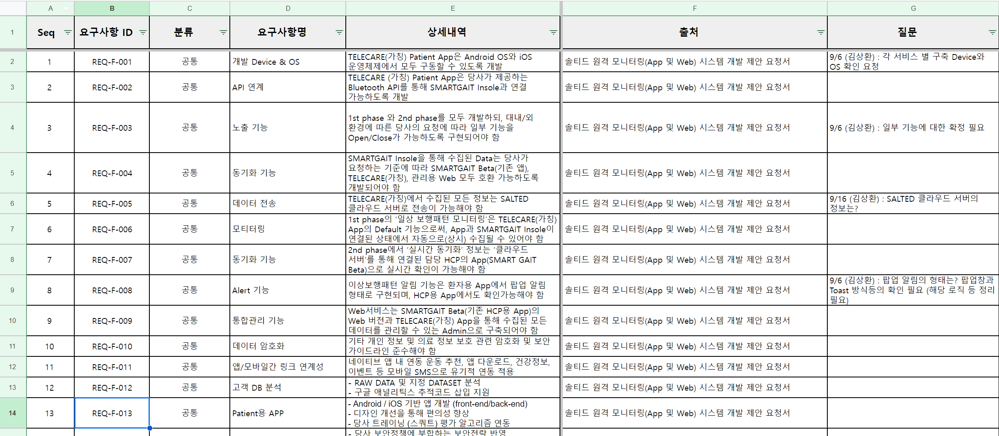 A B C D E F G
1 Seq 요구사항 ID 분류 요구사항명 상세내역 출처 질문
2 1 REQ-F-001 공통 개발 Device & OS TELECARE(가칭) Patient App은 Android OS와 iOS 솔티드 원격 모니터링(App 및 Web) 시스템 개발 제안 요청서 9/6 (김상환) : 각 서비스 별 구축 Device와
운영체제에서 모두 구동할 수 있도록 개발 OS 확인 요청
3 2 REQ-F-002 공통 API 연계 TELECARE (가칭) Patient App은 당사가 제공하는 솔티드 원격 모니터링(App 및 Web) 시스템 개발 제안 요청서
Bluetooth API를 통해 SMARTGAIT Insole과 연결
가능하도록 개발
4 3 REQ-F-003 공통 노출 기능 1st phase 와 2nd phase를 모두 개발하되, 대내/외 솔티드 원격 모니터링(App 및 Web) 시스템 개발 제안 요청서 9/6 (김상환) : 일부 기능에 대한 확정 필요
환경에 따른 당사의 요청에 따라 일부 기능을
Open/Close가 가능하도록 구현되어야 함
5 4 REQ-F-004 공통 동기화 기능 SMARTGAIT Insole을 통해 수집된 Data는 당사가 솔티드 원격 모니터링(App 및 Web) 시스템 개발 제안 요청서
요청하는 기준에 따라 SMARTGAIT Beta(기존 앱),
TELECARE(가칭), 관리용 Web 모두 호환 가능하도록
개발되어야 함
6 5 REQ-F-005 공통 데이터 전송 TELECARE(가칭)에서 수집된 모든 정보는 SALTED 솔티드 원격 모니터링(App 및 Web) 시스템 개발 제안 요청서 9/16 (김상환) : SALTED 클라우드 서버의
클라우드 서버로 전송이 가능해야 함 정보는?
7 6 REQ-F-006 공통 모티터링 1st phase의 ‘일상 보행패턴 모니터링’은 TELECARE(가칭) 솔티드 원격 모니터링(App 및 Web) 시스템 개발 제안 요청서
App의 Default 기능으로써, App과 SMARTGAIT Insole이
연결된 상태에서 자동으로(상시) 수집될 수 있어야 함
8 7 REQ-F-007 공통 동기화 기능 2nd phase에서 ‘실시간 동기화’ 정보는 ‘클라우드 솔티드 원격 모니터링(App 및 Web) 시스템 개발 제안 요청서
서버’를 통해 연결된 담당 HCP의 App(SMART GAIT
Beta)으로 실시간 확인이 가능해야 함
9 8 REQ-F-008 공통 Alert 기능 이상보행패턴 알림 기능은 환자용 App에서 팝업 알림 솔티드 원격 모니터링(App 및 Web) 시스템 개발 제안 요청서 9/6 (김상환) : 팝업 알림의 형태는? 팝업창과
형태로 구현되며, HCP용 App에서도 확인가능해야 함 Toast 방식등의 확인 필요 (해당 로직 등 정리
필요)
10 9 REQ-F-009 공통 통합관리 기능 Web서비스는 SMARTGAIT Beta(기존 HCP용 App)의 솔티드 원격 모니터링(App 및 Web) 시스템 개발 제안 요청서
Web 버전과 TELECARE(가칭) App을 통해 수집된 모든
데이터를 관리할 수 있는 Admin으로 구축되어야 함
11 10 REQ-F-010 공통 데이터 암호화 기타 개인 정보 및 의료 정보 보호 관련 암호화 및 보안 솔티드 원격 모니터링(App 및 Web) 시스템 개발 제안 요청서
가이드라인 준수해야 함
12 11 REQ-F-011 공통 앱/모바일간 링크 연계성 네이티브 앱 내 연동 운동 추천, 앱 다운로드, 건강정보, 솔티드 원격 모니터링(App 및 Web) 시스템 개발 제안 요청서
이벤트 등 모바일 SMS으로 유기적 연동 적용
13 12 REQ-F-012 공통 고객 DB 분석 - RAW DATA 및 지정 DATASET 분석 솔티드 원격 모니터링(App 및 Web) 시스템 개발 제안 요청서
- 구글 애널리틱스 추적코드 삽입 지원
14 13 REQ-F-013 공통 Patient용 APP - Android / iOS 기반 앱 개발 (front-end/back-end) 솔티드 원격 모니터링(App 및 Web) 시스템 개발 제안 요청서
- 디자인 개선을 통해 편의성 향상
- 당사 트레이닝 (스쿼트) 평가 알고리즘 연동
- 당사 보안정책에 부합하는 보안전략 반영